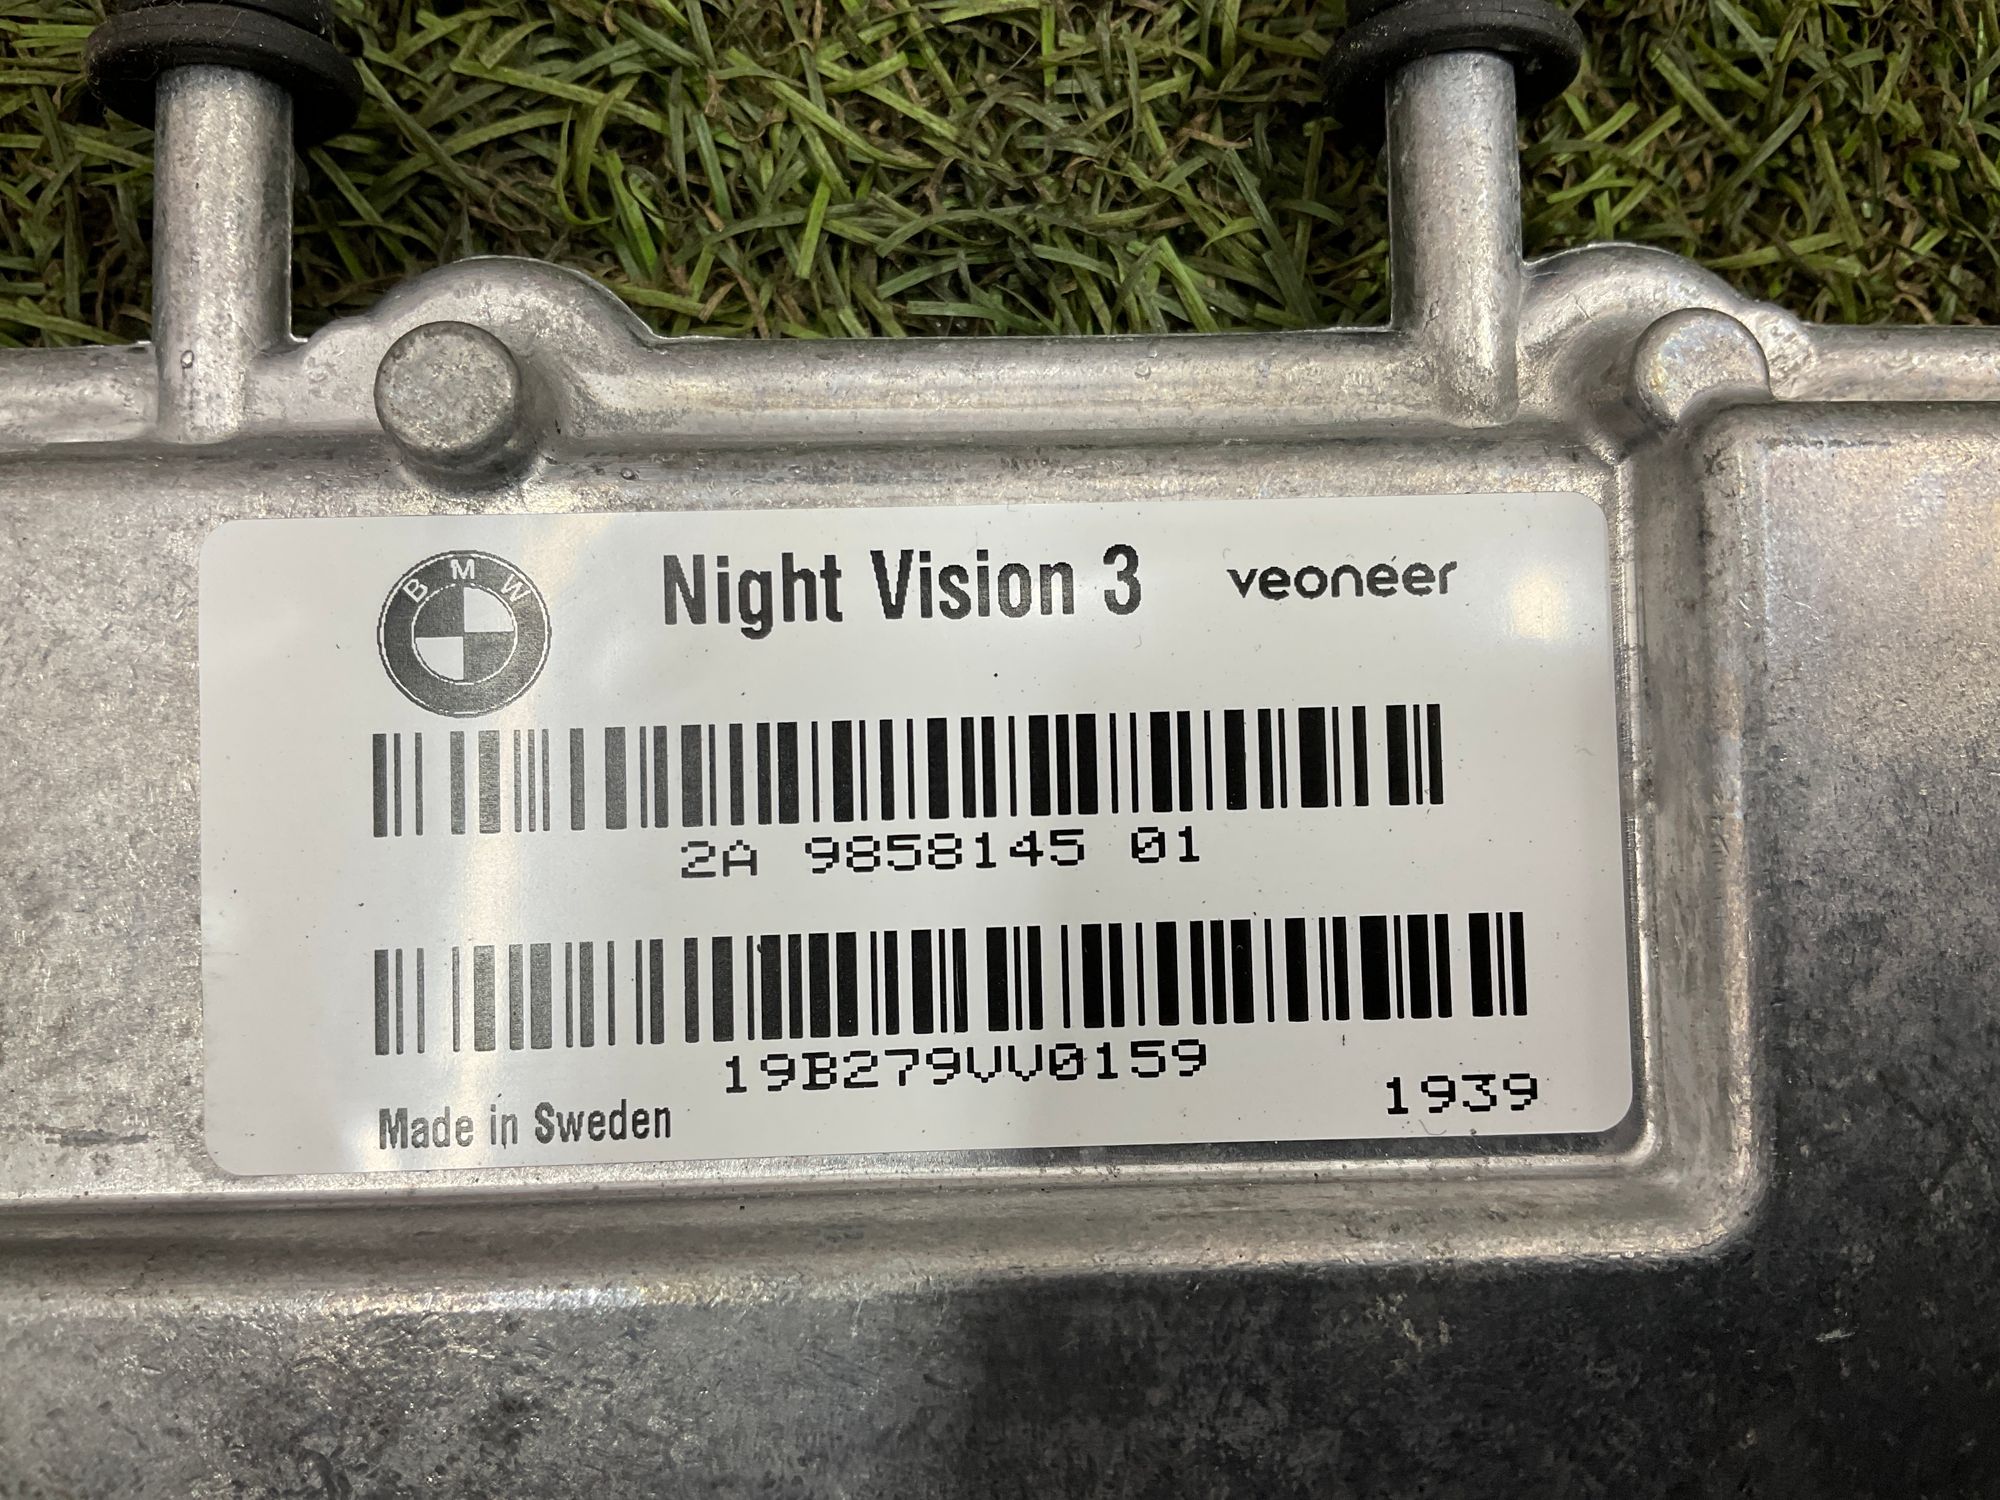 BMW
Night Vision 3
veoneer
2A 9858145 01
19B279VV0159
1939
Made in Sweden